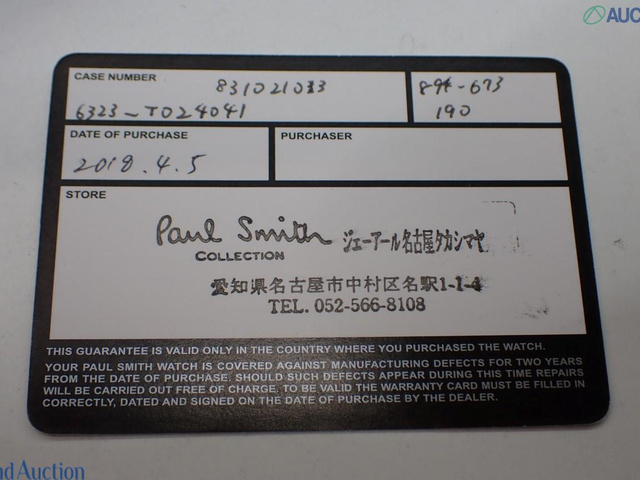 AUC
CASE NUMBER
831021033
6323-T024041
190
DATE OF PURCHASE
2018.4.5
PURCHASER
STORE
Paul Smith ジェーアール名古屋タカシマヤ
COLLECTION
愛知県名古屋市中村区名駅1-1-4
TEL. 052-566-8108
THIS GUARANTEE IS VALID ONLY IN THE COUNTRY WHERE YOU PURCHASED THE WATCH.
YOUR PAUL SMITH WATCH IS COVERED AGAINST MANUFACTURING DEFECTS FOR TWO YEARS
FROM THE DATE OF PURCHASE. SHOULD SUCH DEFECTS APPEAR DURING THIS TIME REPAIRS
WILL BE CARRIED OUT FREE OF CHARGE. TO BE VALID THE WARRANTY CARD MUST BE FILLED IN
CORRECTLY, DATED AND SIGNED ON THE DATE OF PURCHASE BY THE DEALER.
nd Auction